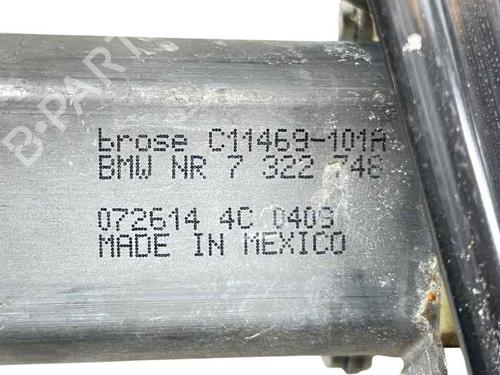 B-PARTS
brose C11469-101A
BMW NR 7 322 748
072614 4C 0409
MADE IN MEXICO